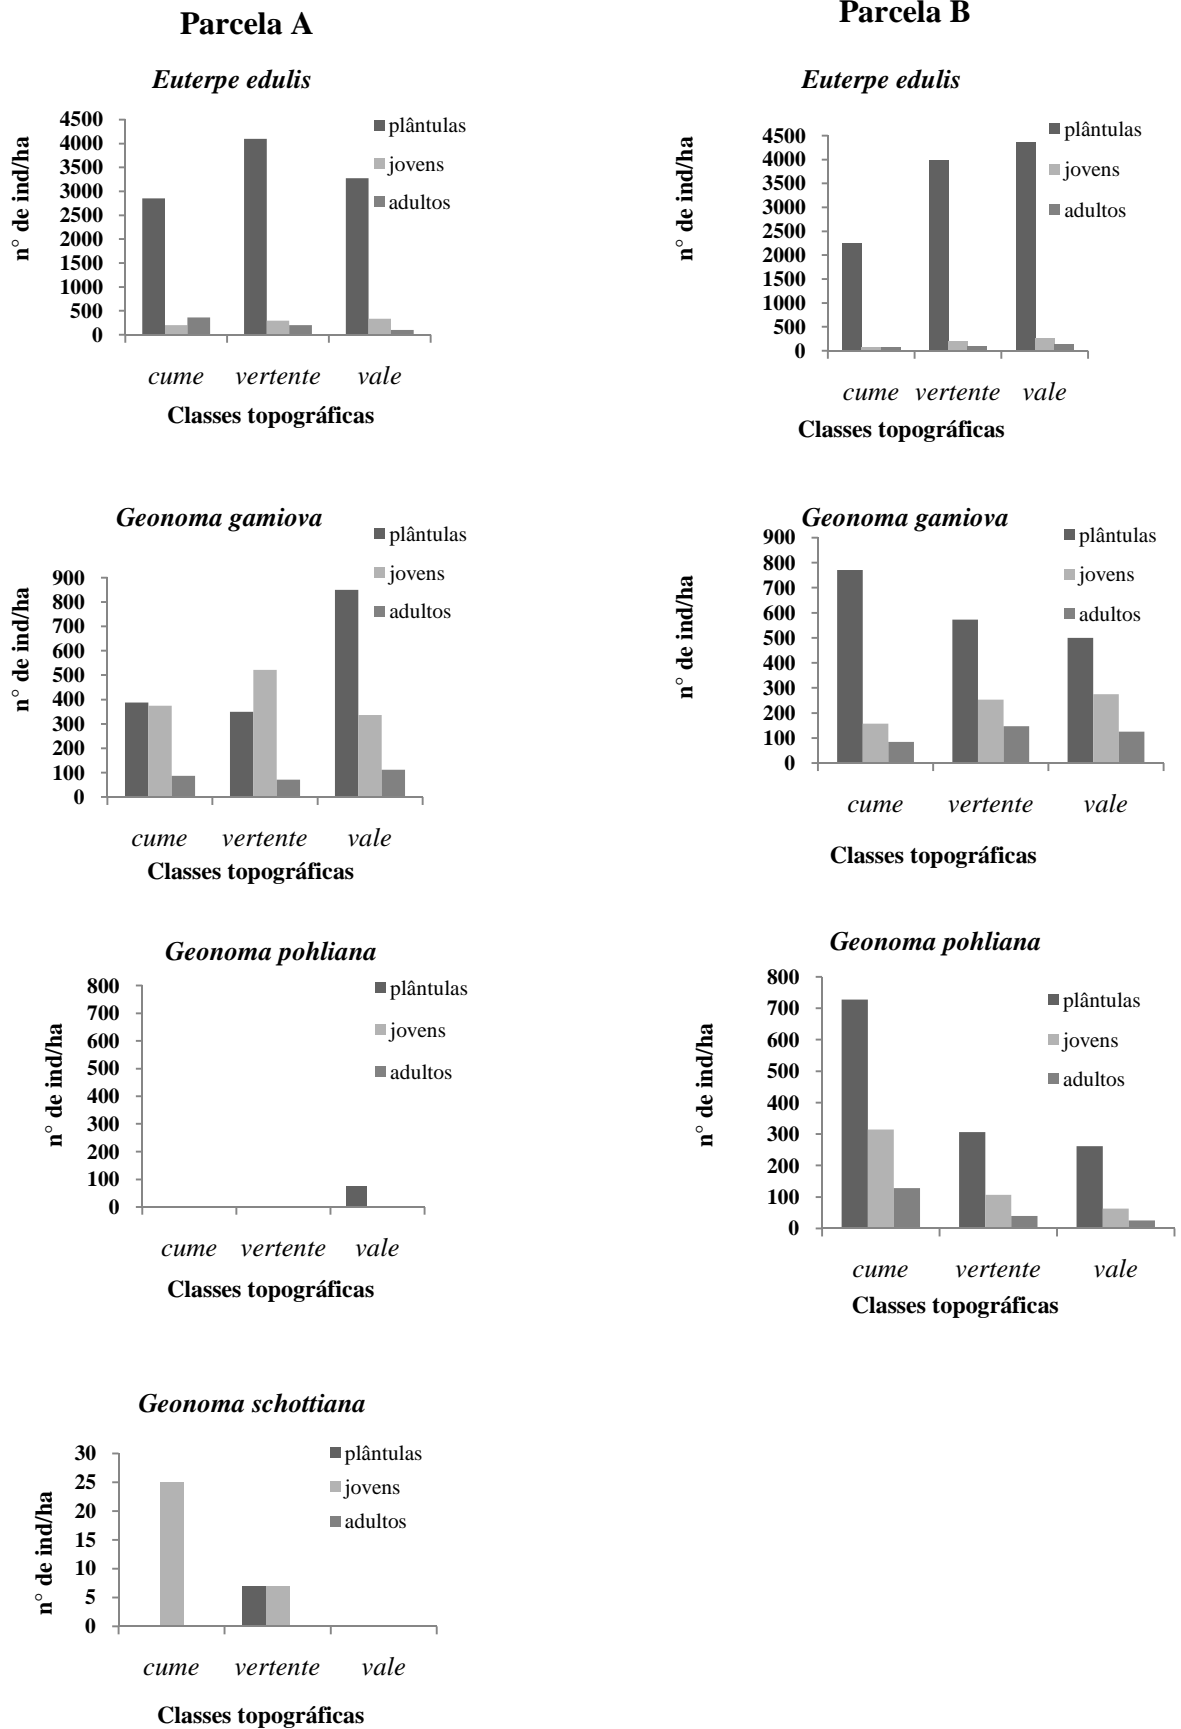 Parcela A
Parcela B
Euterpe edulis
n° de ind/ha
4500
4000
3500
3000
2500
2000
1500
1000
500
0
plântulas
jovens
adultos
cume vertente vale
Classes topográficas
Euterpe edulis
n° de ind/ha
4500
4000
3500
3000
2500
2000
1500
1000
500
0
plântulas
jovens
adultos
cume vertente vale
Classes topográficas
Geonoma gamiova
n° de ind/ha
900
800
700
600
500
400
300
200
100
0
plântulas
jovens
adultos
cume vertente vale
Classes topográficas
Geonoma gamiova
n° de ind/ha
900
800
700
600
500
400
300
200
100
0
plântulas
jovens
adultos
cume vertente vale
Classes topográficas
Geonoma pohliana
n° de ind/ha
800
700
600
500
400
300
200
100
0
plântulas
jovens
adultos
cume vertente vale
Classes topográficas
Geonoma pohliana
n° de ind/ha
800
700
600
500
400
300
200
100
0
plântulas
jovens
adultos
cume vertente vale
Classes topográficas
Geonoma schottiana
n° de ind/ha
30
25
20
15
10
5
0
plântulas
jovens
adultos
cume vertente vale
Classes topográficas